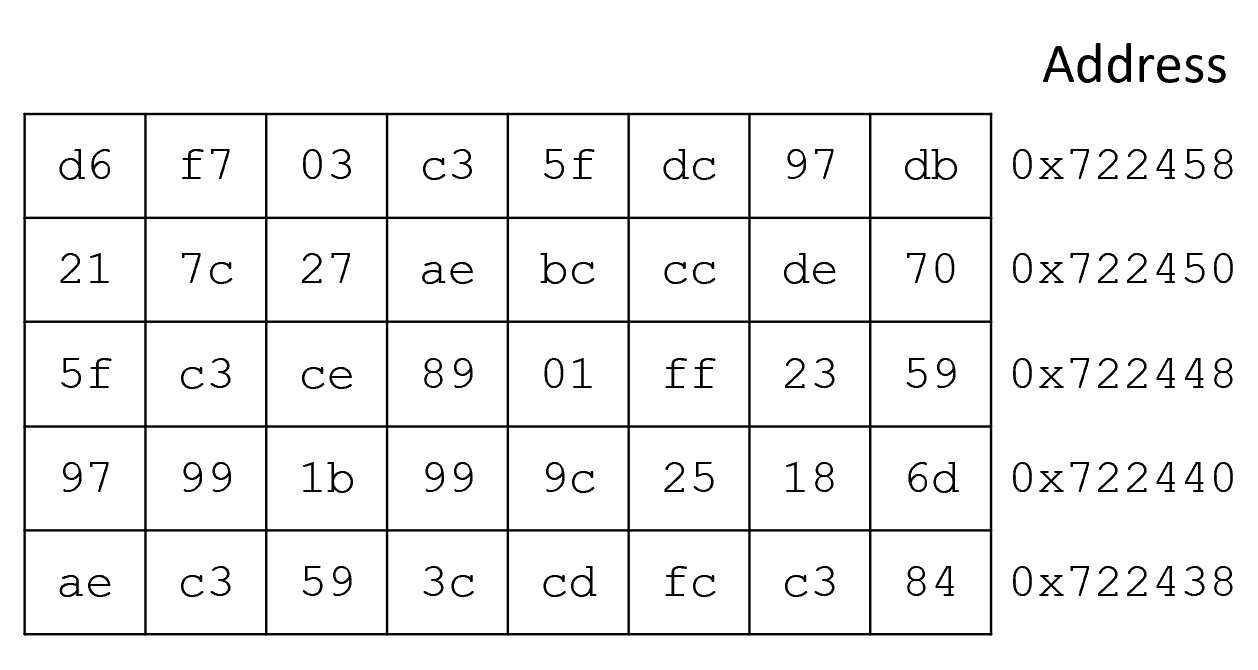 Address
d6 f7 03 c3 5f dc 97 db 0x722458
21 7c 27 ae bc cc de 70 0x722450
5f c3 ce 89 01 ff 23 59 0x722448
97 99 1b 99 9c 25 18 6d 0x722440
ae c3 59 3c cd fc c3 84 0x722438